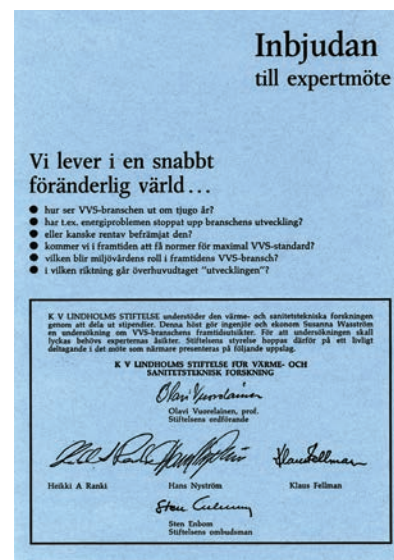 Inbjudan
till expertmöte
Vi lever i en snabbt
föränderlig värld...
● hur ser VVS-branschen ut om tjugo år?
● har t.ex. energiproblemen stoppat upp branschens utveckling?
● eller kanske rentav befrämjat den?
● kommer vi i framtiden att få normer för maximal VVS-standard?
● vilken blir miljövårdens roll i framtidens VVS-bransch?
● i vilken riktning går överhuvudtaget "utvecklingen"?
K V LINDHOLMS STIFTELSE understöder den värme- och sanitetstekniska forskningen
genom att dela ut stipendier. Denna höst gör ingenjör och ekonom Susanna Wasström
en undersökning om VVS-branschens framtidsutsikter. För att undersökningen skall
lyckas behövs experternas åsikter. Stiftelsens styrelse hoppas därför på ett livligt
deltagande i det möte som närmare presenteras på följande uppslag.
K V LINDHOLMS STIFTELSE FÜR VÄRME- OCH
SANITETSTEKNISK FORSKNING
Olavi Vuorelainen
Olavi Vuorelainen, prof.
Stiftelsens ordförande
Klaus Fellman
Heikki A Ranki Hans Nyström Klaus Fellman
Sten Enbom
Stiftelsens ombudsman